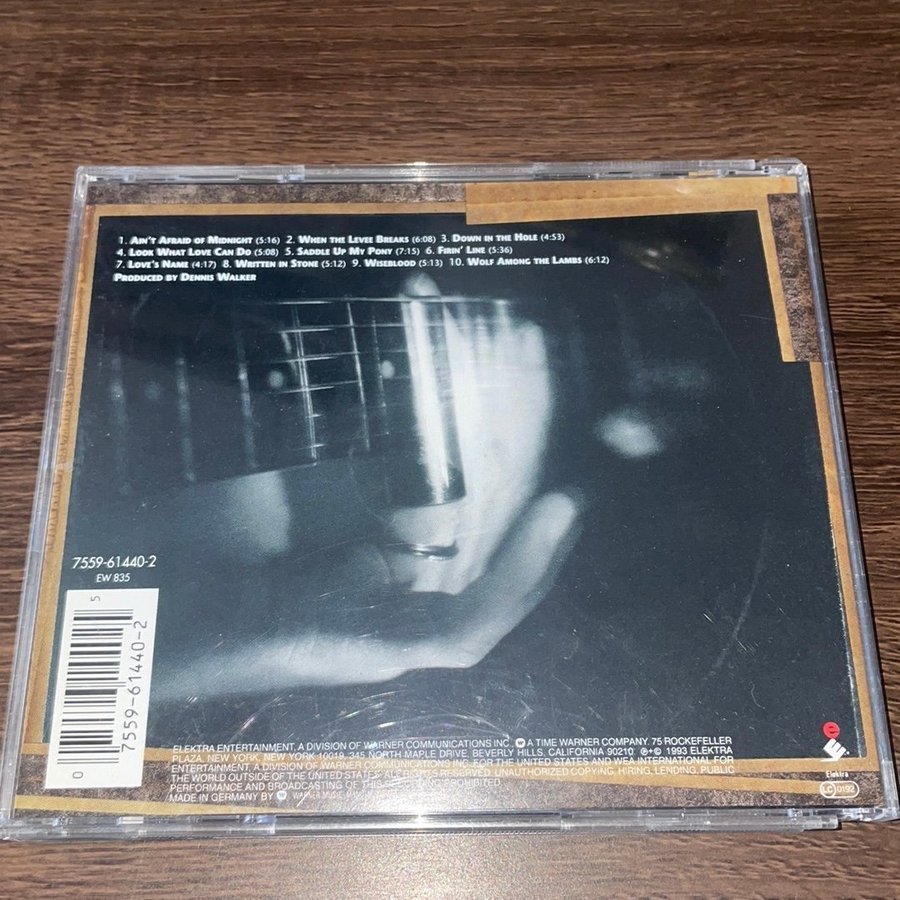 1. Ain't Afraid of Midnight (5:16) 2. When the Levee Breaks (6:08) 3. Down in the Hole (4:53)
4. Look What Love Can Do (5:08) 5. Saddle Up My Pony (7:15) 6. Firin' Line (5:36)
7. Love's Name (4:17) 8. Written in Stone (5:12) 9. Wiseblood (5:13) 10. Wolf Among the Lambs (6:12)
Produced by Dennis Walker
7559-61440-2
EW 835
5
7559-61440-2
0
ELEKTRA ENTERTAINMENT, A DIVISION OF WARNER COMMUNICATIONS INC., A TIME WARNER COMPANY. 75 ROCKEFELLER
PLAZA, NEW YORK, NEW YORK 10019, 345 NORTH MAPLE DRIVE, BEVERLY HILLS, CALIFORNIA 90210. ℗+© 1993 ELEKTRA
ENTERTAINMENT, A DIVISION OF WARNER COMMUNICATIONS INC. FOR THE UNITED STATES AND WEA INTERNATIONAL FOR
THE WORLD OUTSIDE OF THE UNITED STATES. ALL RIGHTS RESERVED. UNAUTHORIZED COPYING, HIRING, LENDING, PUBLIC
PERFORMANCE AND BROADCASTING OF THIS PROHIBITED.
MADE IN GERMANY BY WARNER MUSIC
e
Elektra
LC 0192